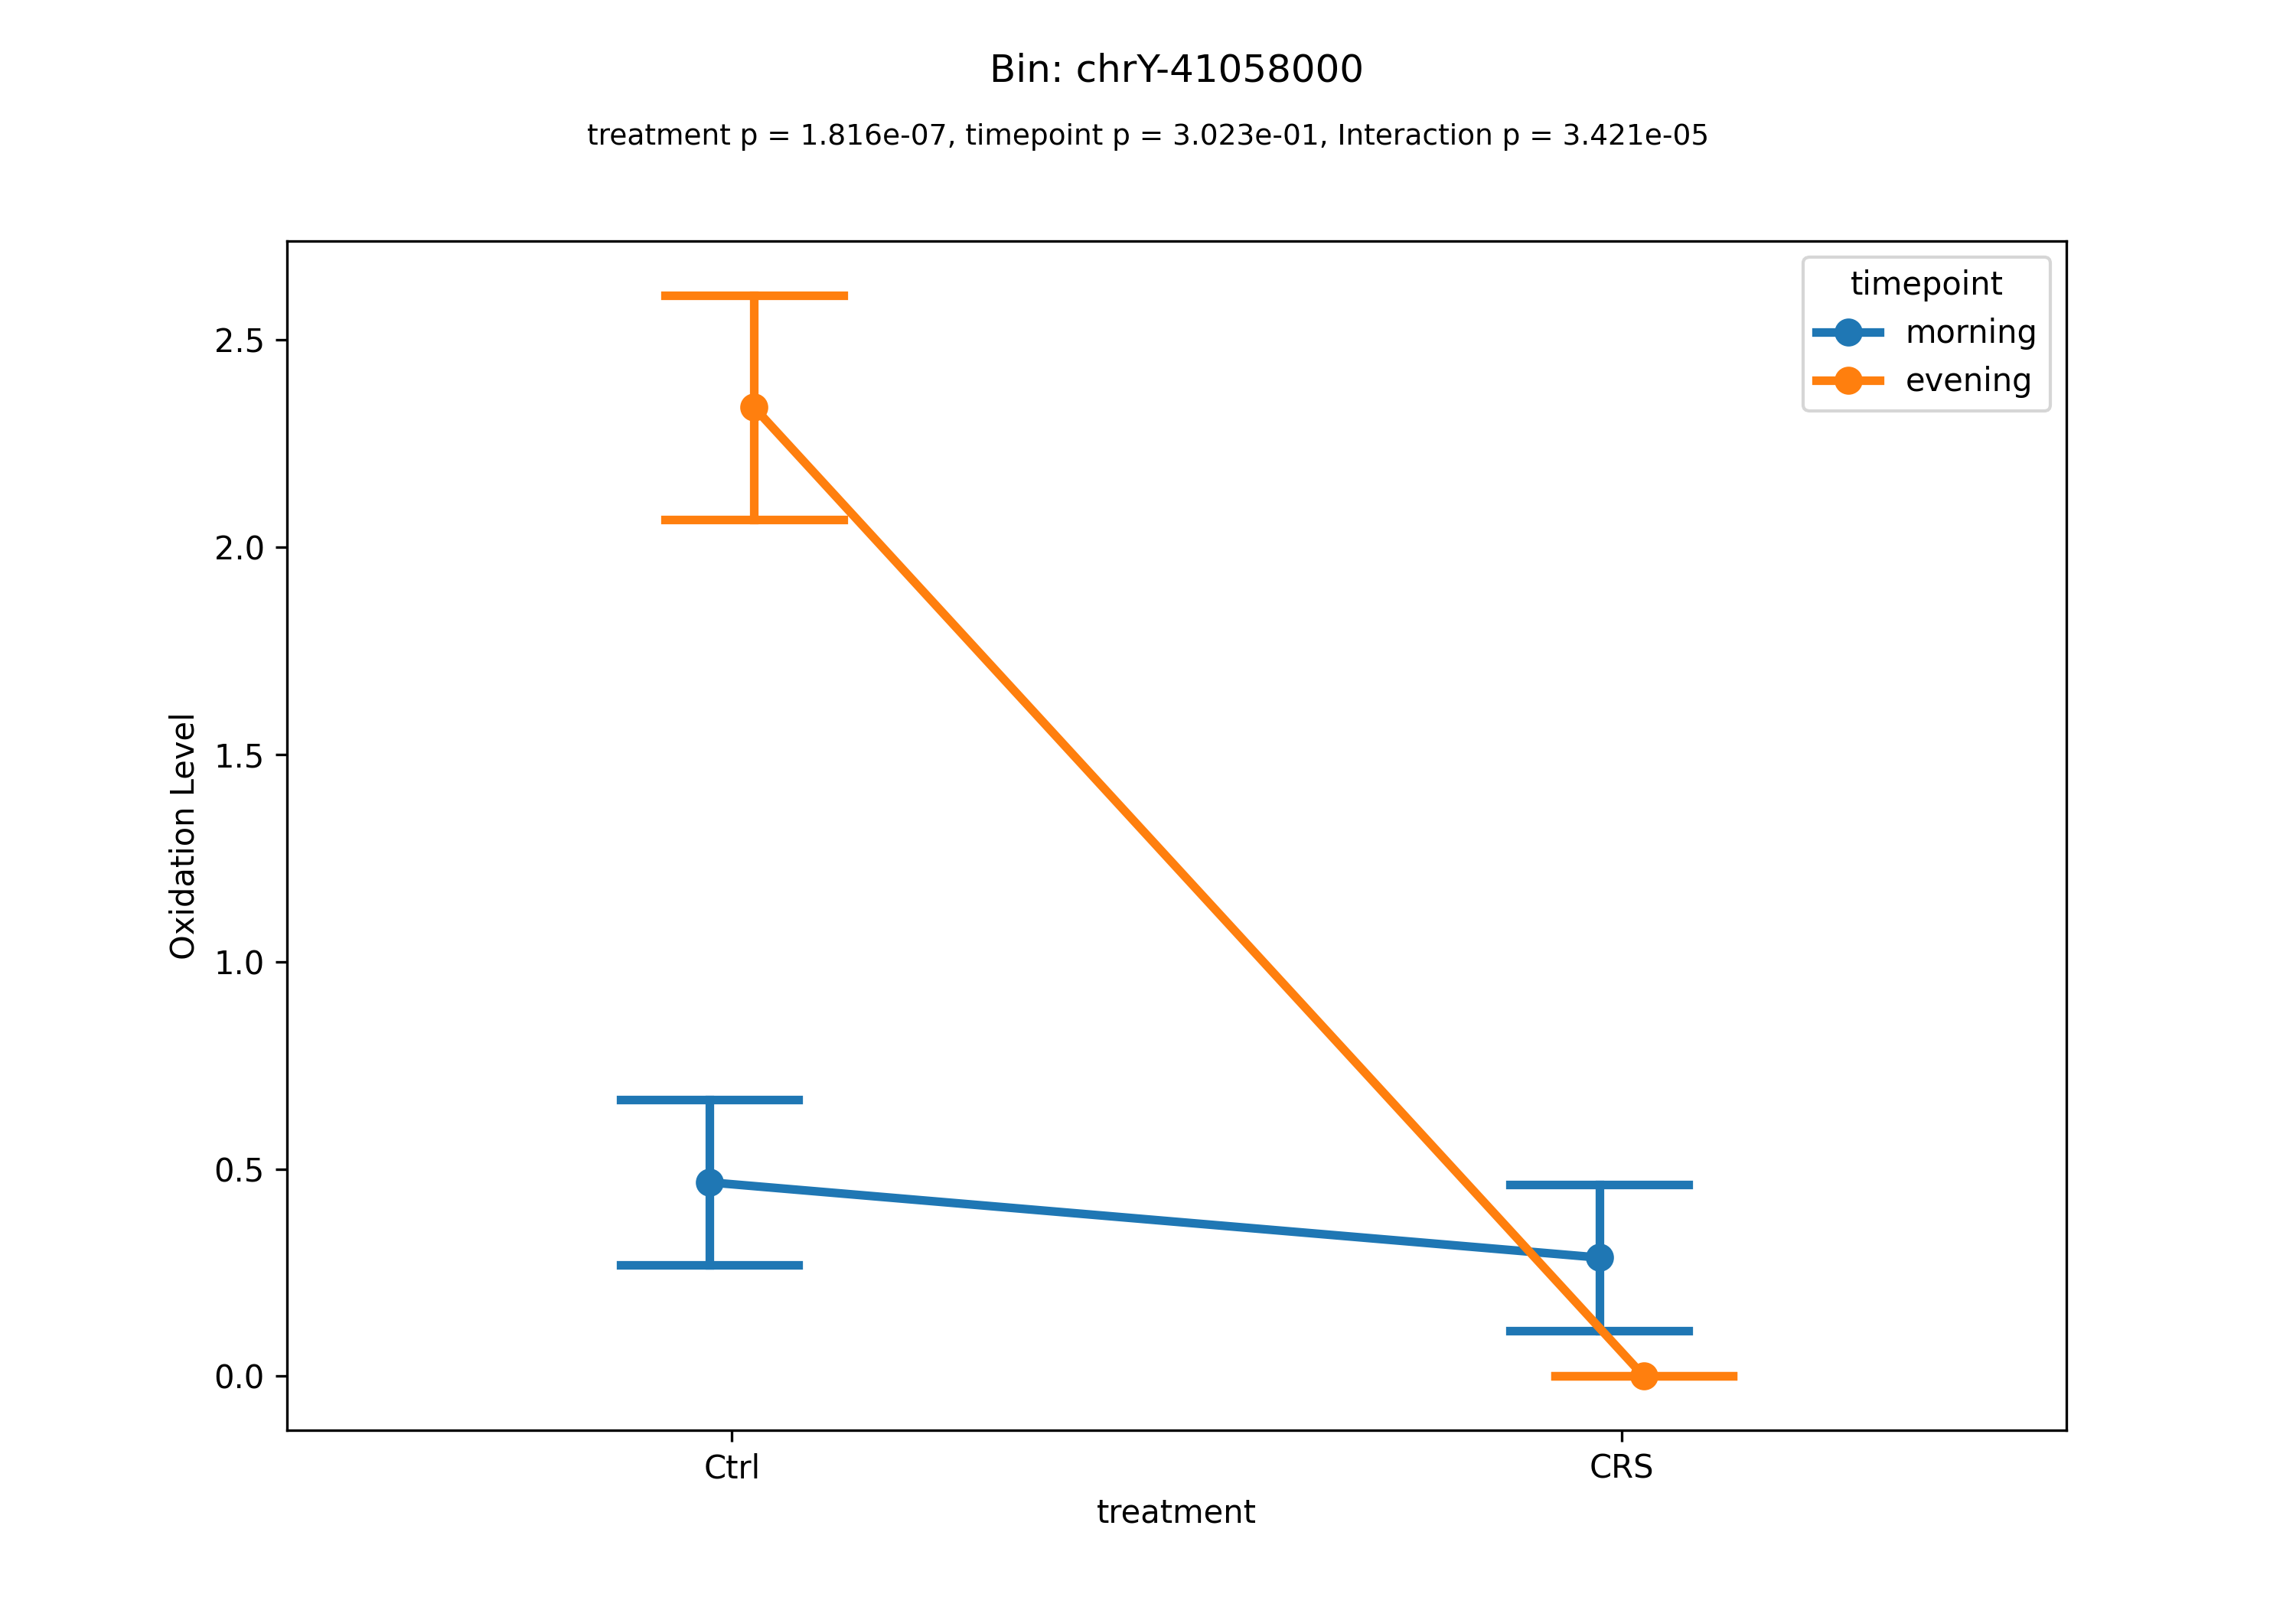 Bin: chrY-41058000
treatment p = 1.816e-07, timepoint p = 3.023e-01, Interaction p = 3.421e-05
timepoint
morning
evening
2.5
2.0
1.5
1.0
0.5
0.0
Oxidation Level
Ctrl
CRS
treatment